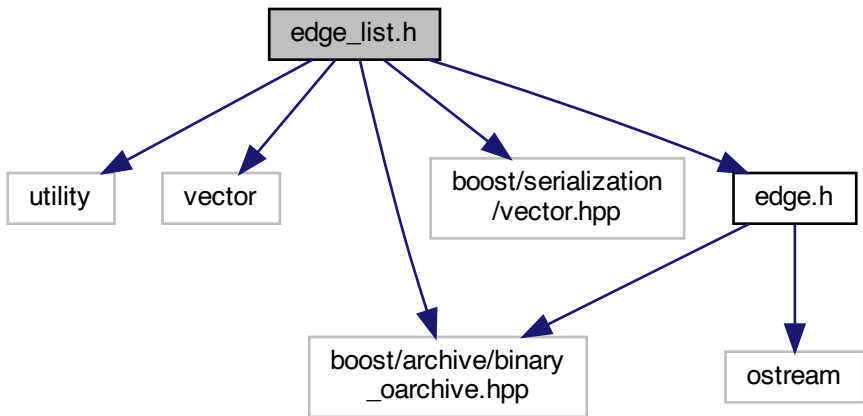 edge_list.h
utility
vector
boost/serialization
/vector.hpp
edge.h
boost/archive/binary
_oarchive.hpp
ostream